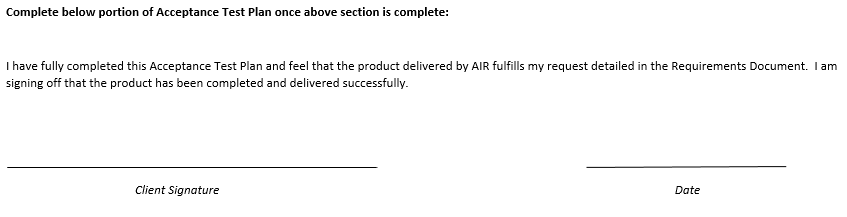 Complete below portion of Acceptance Test Plan once above section is complete:
I have fully completed this Acceptance Test Plan and feel that the product delivered by AIR fulfills my request detailed in the Requirements Document.  I am
signing off that the product has been completed and delivered successfully.
Client Signature
Date